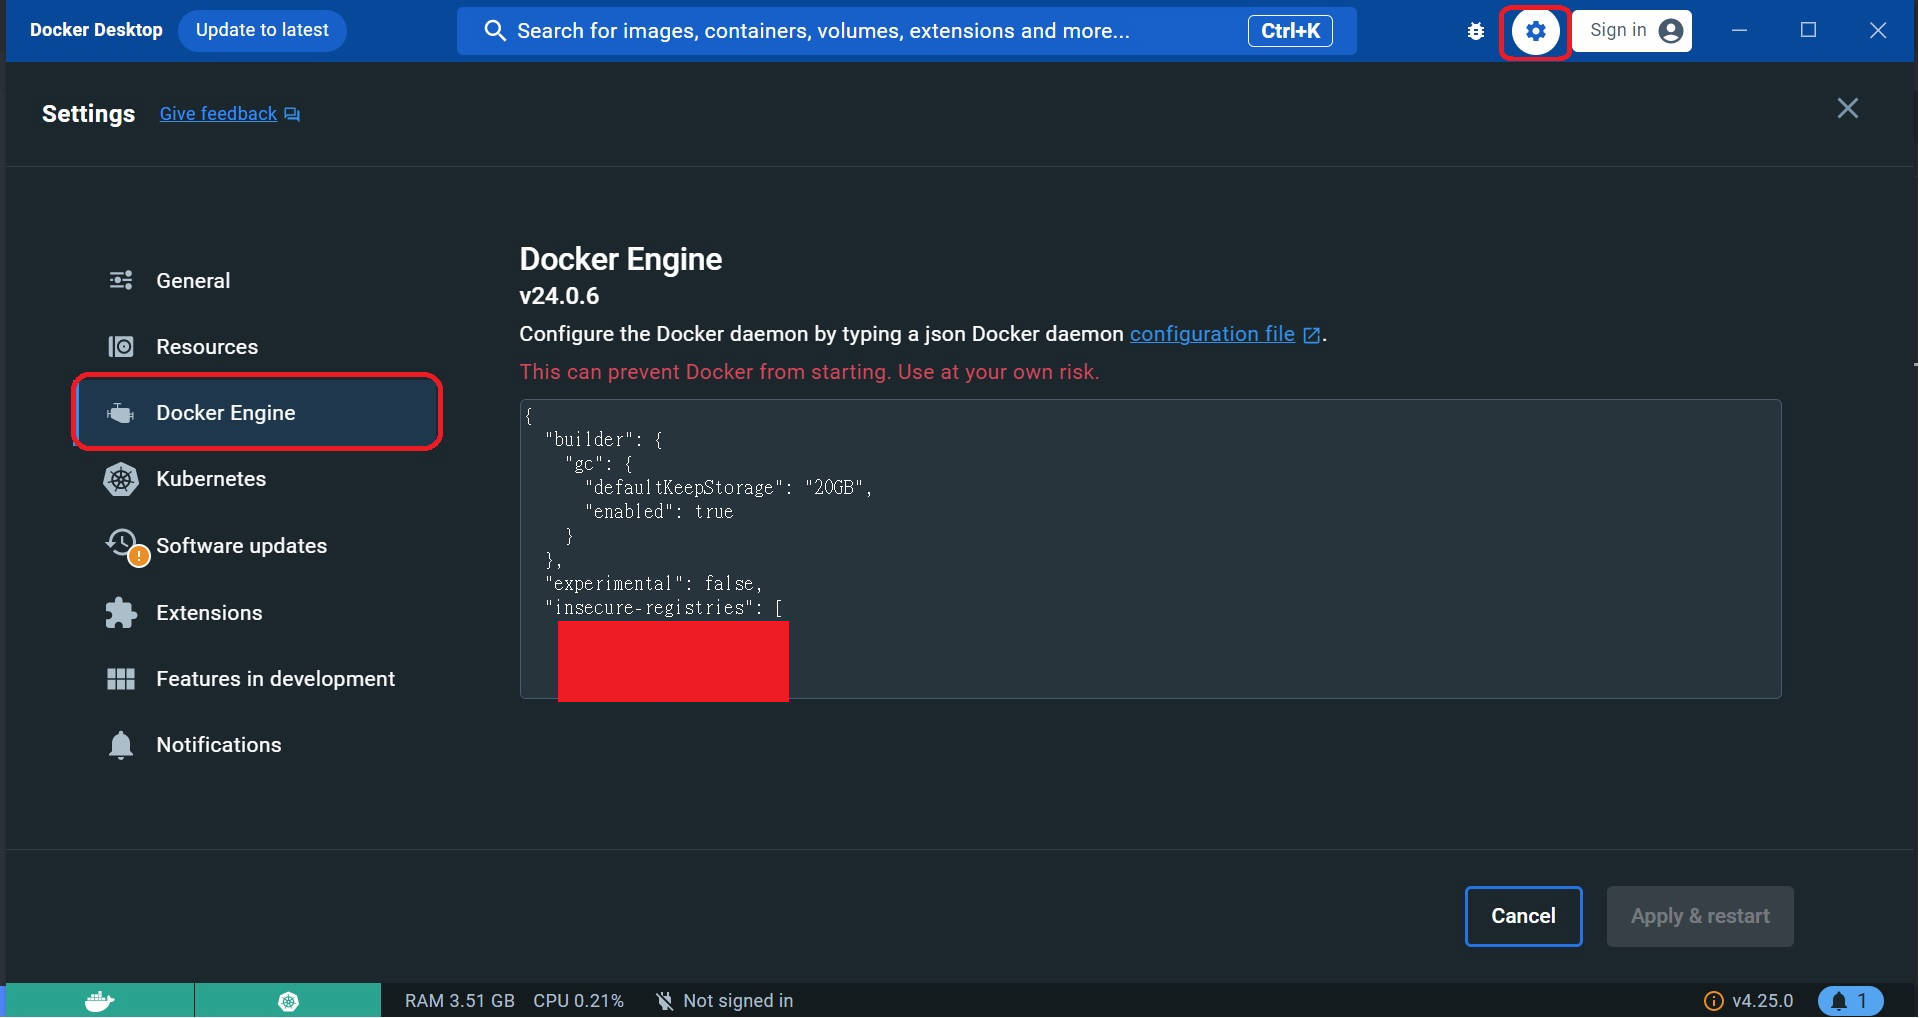 Docker Desktop
Update to latest
Search for images, containers, volumes, extensions and more...
Ctrl+K
Sign in
Settings
Give feedback
General
Resources
Docker Engine
Kubernetes
Software updates
Extensions
Features in development
Notifications
Docker Engine
v24.0.6
Configure the Docker daemon by typing a json Docker daemon configuration file.
This can prevent Docker from starting. Use at your own risk.
{
"builder": {
"gc": {
"defaultKeepStorage": "20GB",
"enabled": true
}
},
"experimental": false,
"insecure-registries": [
Cancel
Apply & restart
RAM 3.51 GB
CPU 0.21%
Not signed in
v4.25.0
1